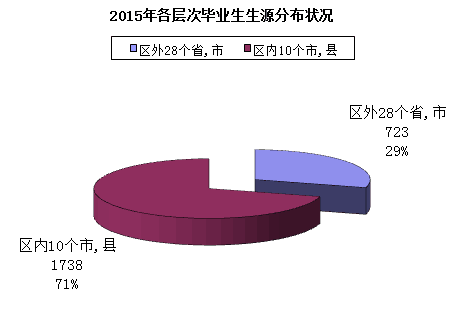 2015年各层次毕业生生源分布状况
区外28个省,市 区内10个市,县
区外28个省,市
723
29%
区内10个市,县
1738
71%